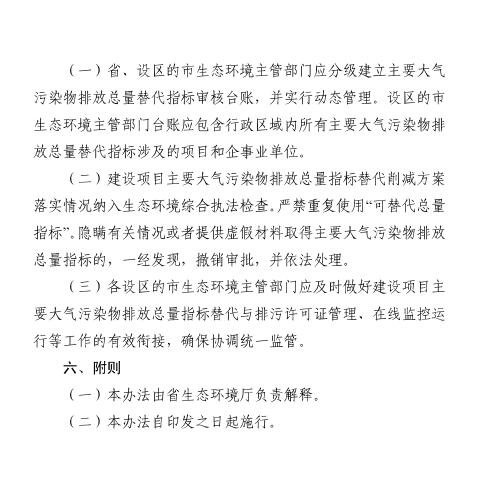 （一）省、设区的市生态环境主管部门应分级建立主要大气
污染物排放总量替代指标审核台账，并实行动态管理。设区的市
生态环境主管部门台账应包含行政区域内所有主要大气污染物排
放总量替代指标涉及的项目和企事业单位。
（二）建设项目主要大气污染物排放总量指标替代削减方案
落实情况纳入生态环境综合执法检查。严禁重复使用“可替代总量
指标”。隐瞒有关情况或者提供虚假材料取得主要大气污染物排放
总量指标的，一经发现，撤销审批，并依法处理。
（三）各设区的市生态环境主管部门应及时做好建设项目主
要大气污染物排放总量指标替代与排污许可证管理、在线监控运
行等工作的有效衔接，确保协调统一监管。
六、附则
（一）本办法由省生态环境厅负责解释。
（二）本办法自印发之日起施行。